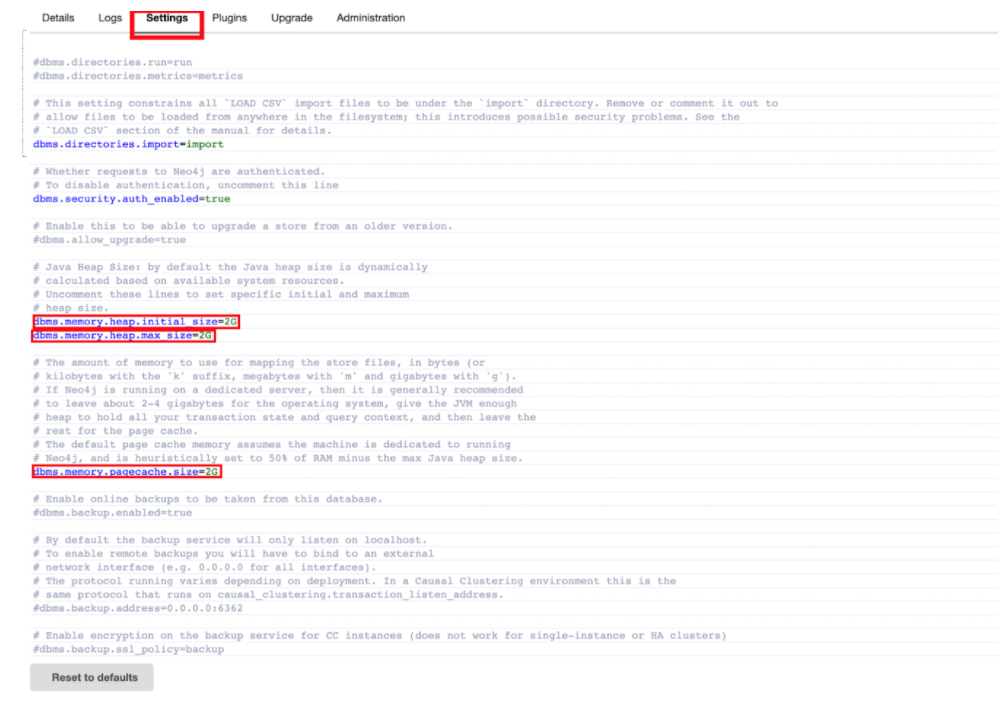 Details Logs Settings Plugins Upgrade Administration
#dbms.directories.run=run
#dbms.directories.metrics=metrics
# This setting constrains all `LOAD CSV` import files to be under the `import` directory. Remove or comment it out to
# allow files to be loaded from anywhere in the filesystem; this introduces possible security problems. See the
# `LOAD CSV` section of the manual for details.
dbms.directories.import=import
# Whether requests to Neo4j are authenticated.
# To disable authentication, uncomment this line
dbms.security.auth_enabled=true
# Enable this to be able to upgrade a store from an older version.
#dbms.allow_upgrade=true
# Java Heap Size: by default the Java heap size is dynamically
# calculated based on available system resources.
# Uncomment these lines to set specific initial and maximum
# heap size.
dbms.memory.heap.initial_size=2G
dbms.memory.heap.max_size=2G
# The amount of memory to use for mapping the store files, in bytes (or
# kilobytes with the 'k' suffix, megabytes with 'm' and gigabytes with 'g').
# If Neo4j is running on a dedicated server, then it is generally recommended
# to leave about 2-4 gigabytes for the operating system, give the JVM enough
# heap to hold all your transaction state and query context, and then leave the
# rest for the page cache.
# The default page cache memory assumes the machine is dedicated to running
# Neo4j, and is heuristically set to 50% of RAM minus the max Java heap size.
dbms.memory.pagecache.size=2G
# Enable online backups to be taken from this database.
#dbms.backup.enabled=true
# By default the backup service will only listen on localhost.
# To enable remote backups you will have to bind to an external
# network interface (e.g. 0.0.0.0 for all interfaces).
# The protocol running varies depending on deployment. In a Causal Clustering environment this is the
# same protocol that runs on causal_clustering.transaction_listen_address.
#dbms.backup.address=0.0.0.0:6362
# Enable encryption on the backup service for CC instances (does not work for single-instance or HA clusters)
#dbms.backup.ssl_policy=backup
Reset to defaults